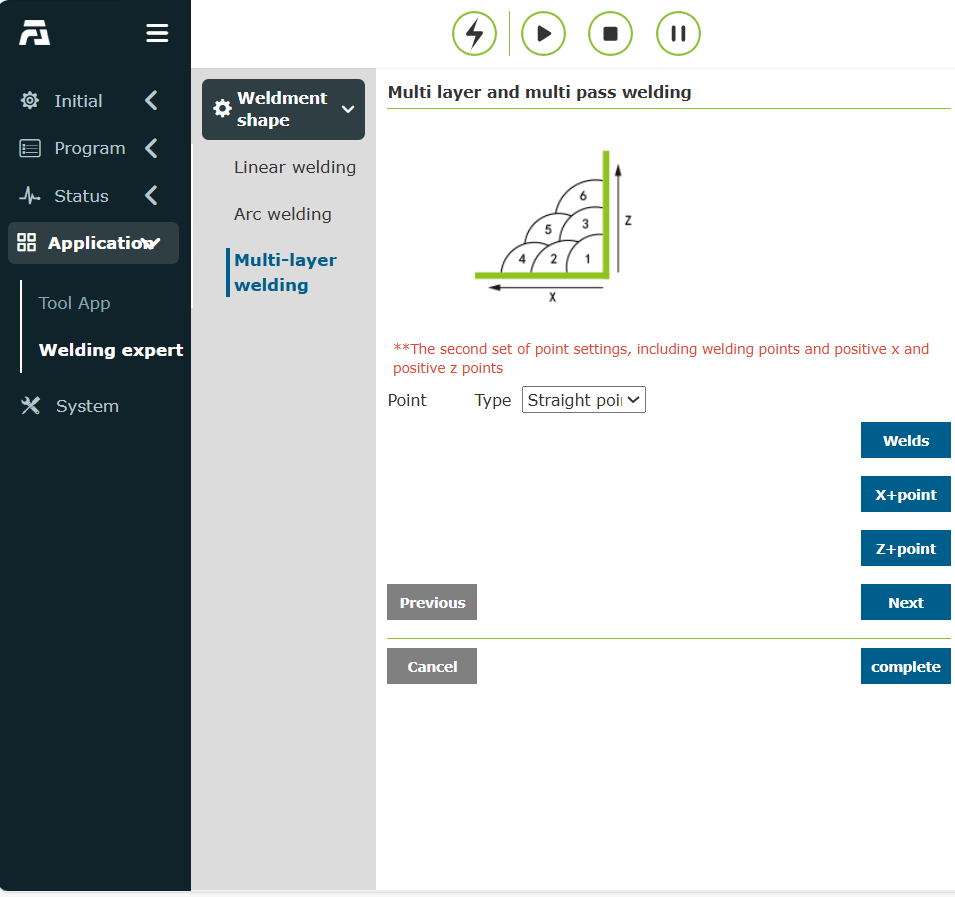 Initial
Program
Status
Application
Tool App
Welding expert
System
Weldment
shape
Linear welding
Arc welding
Multi-layer
welding
Multi layer and multi pass welding
6
5
3
4
2
1
Z
X
**The second set of point settings, including welding points and positive x and
positive z points
Point Type Straight poi
Welds
X+point
Z+point
Previous Next
Cancel complete